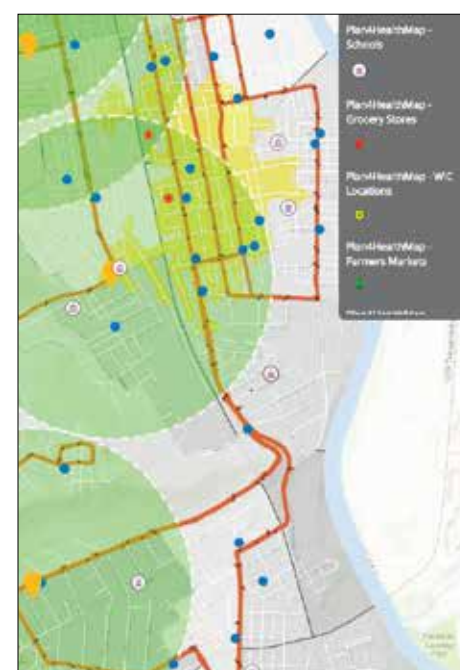 Plan4HealthMap -
Schools
Plan4HealthMap -
Grocery Stores
Plan4HealthMap - WIC
Locations
Plan4HealthMap -
Farmers Markets